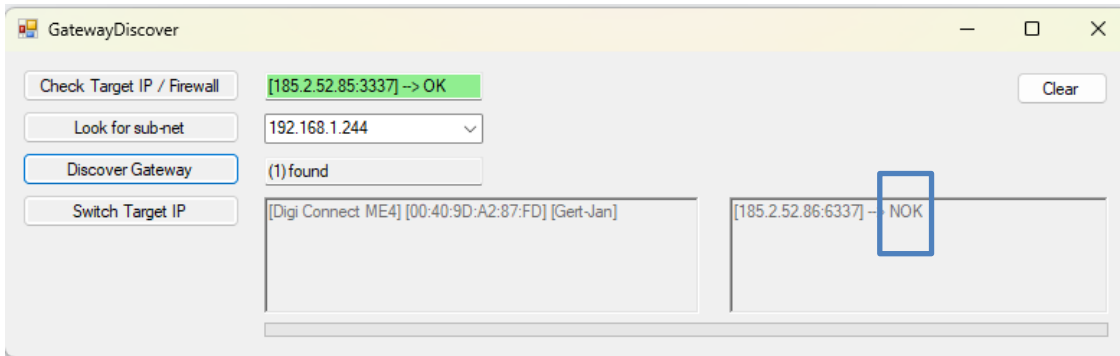 GatewayDiscover
Check Target IP / Firewall
[185.2.52.85:3337] --> OK
Clear
Look for sub-net
192.168.1.244
Discover Gateway
(1) found
Switch Target IP
[Digi Connect ME4] [00:40:9D:A2:87:FD] [Gert-Jan]
[185.2.52.86:6337] --> NOK